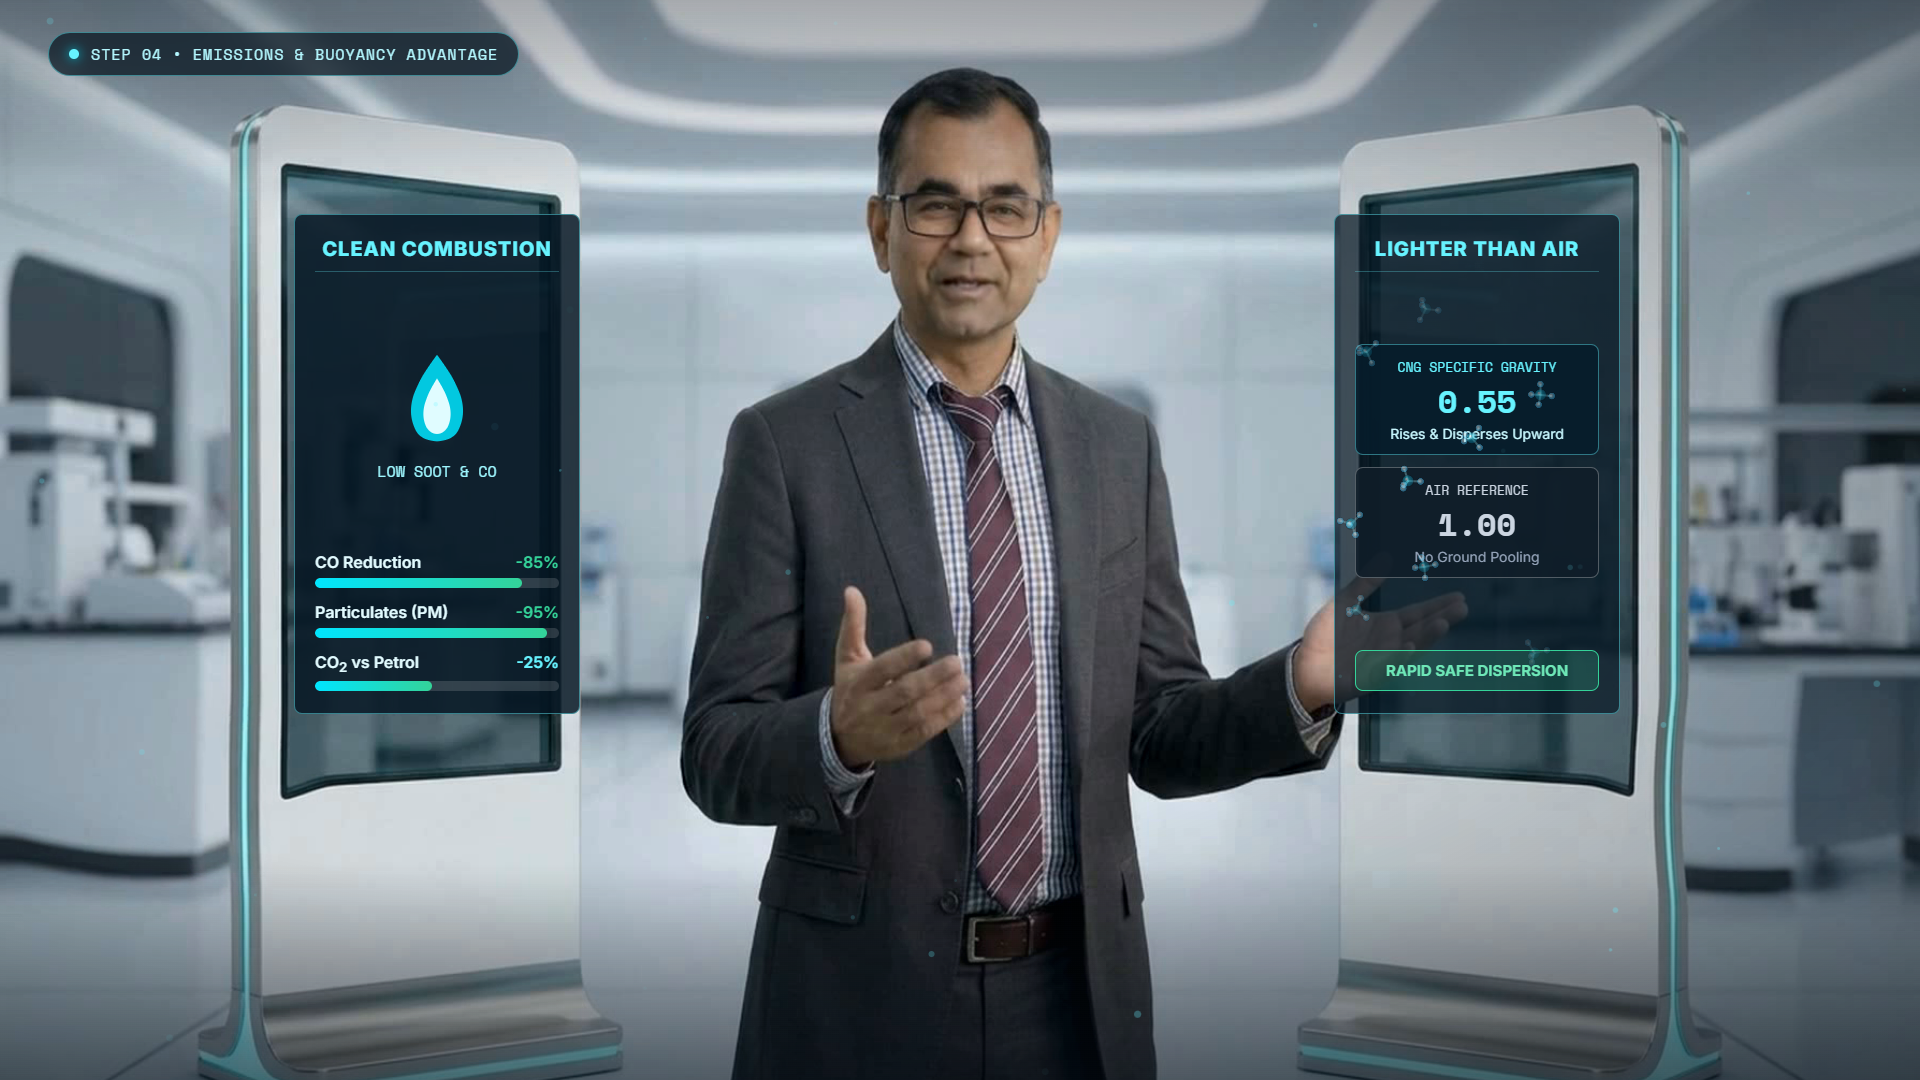 STEP 04 • EMISSIONS & BUOYANCY ADVANTAGE
CLEAN COMBUSTION
LOW SOOT & CO
CO Reduction -85%
Particulates (PM) -95%
CO₂ vs Petrol -25%
LIGHTER THAN AIR
CNG SPECIFIC GRAVITY
0.55
Rises & Disperses Upward
AIR REFERENCE
1.00
No Ground Pooling
RAPID SAFE DISPERSION